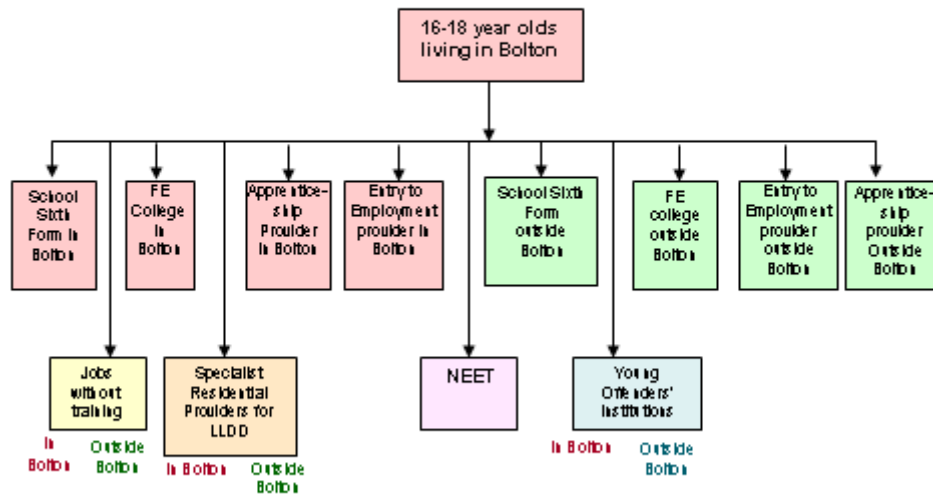 16-18 year olds
living in Bolton
School
Sixth
Form in
Bolton
FE
College
in
Bolton
Apprentice-
ship
Provider
in Bolton
Entry to
Employment
provider in
Bolton
School Sixth
Form
outside
Bolton
FE
college
outside
Bolton
Entry to
Employment
provider
outside
Bolton
Apprentice-
ship
provider
Outside
Bolton
Jobs
without
training
Specialist
Residential
Providers for
LLDD
NEET
Young
Offenders'
Institutions
In
Bolton
Outside
Bolton
In Bolton
Outside
Bolton
In Bolton
Outside
Bolton